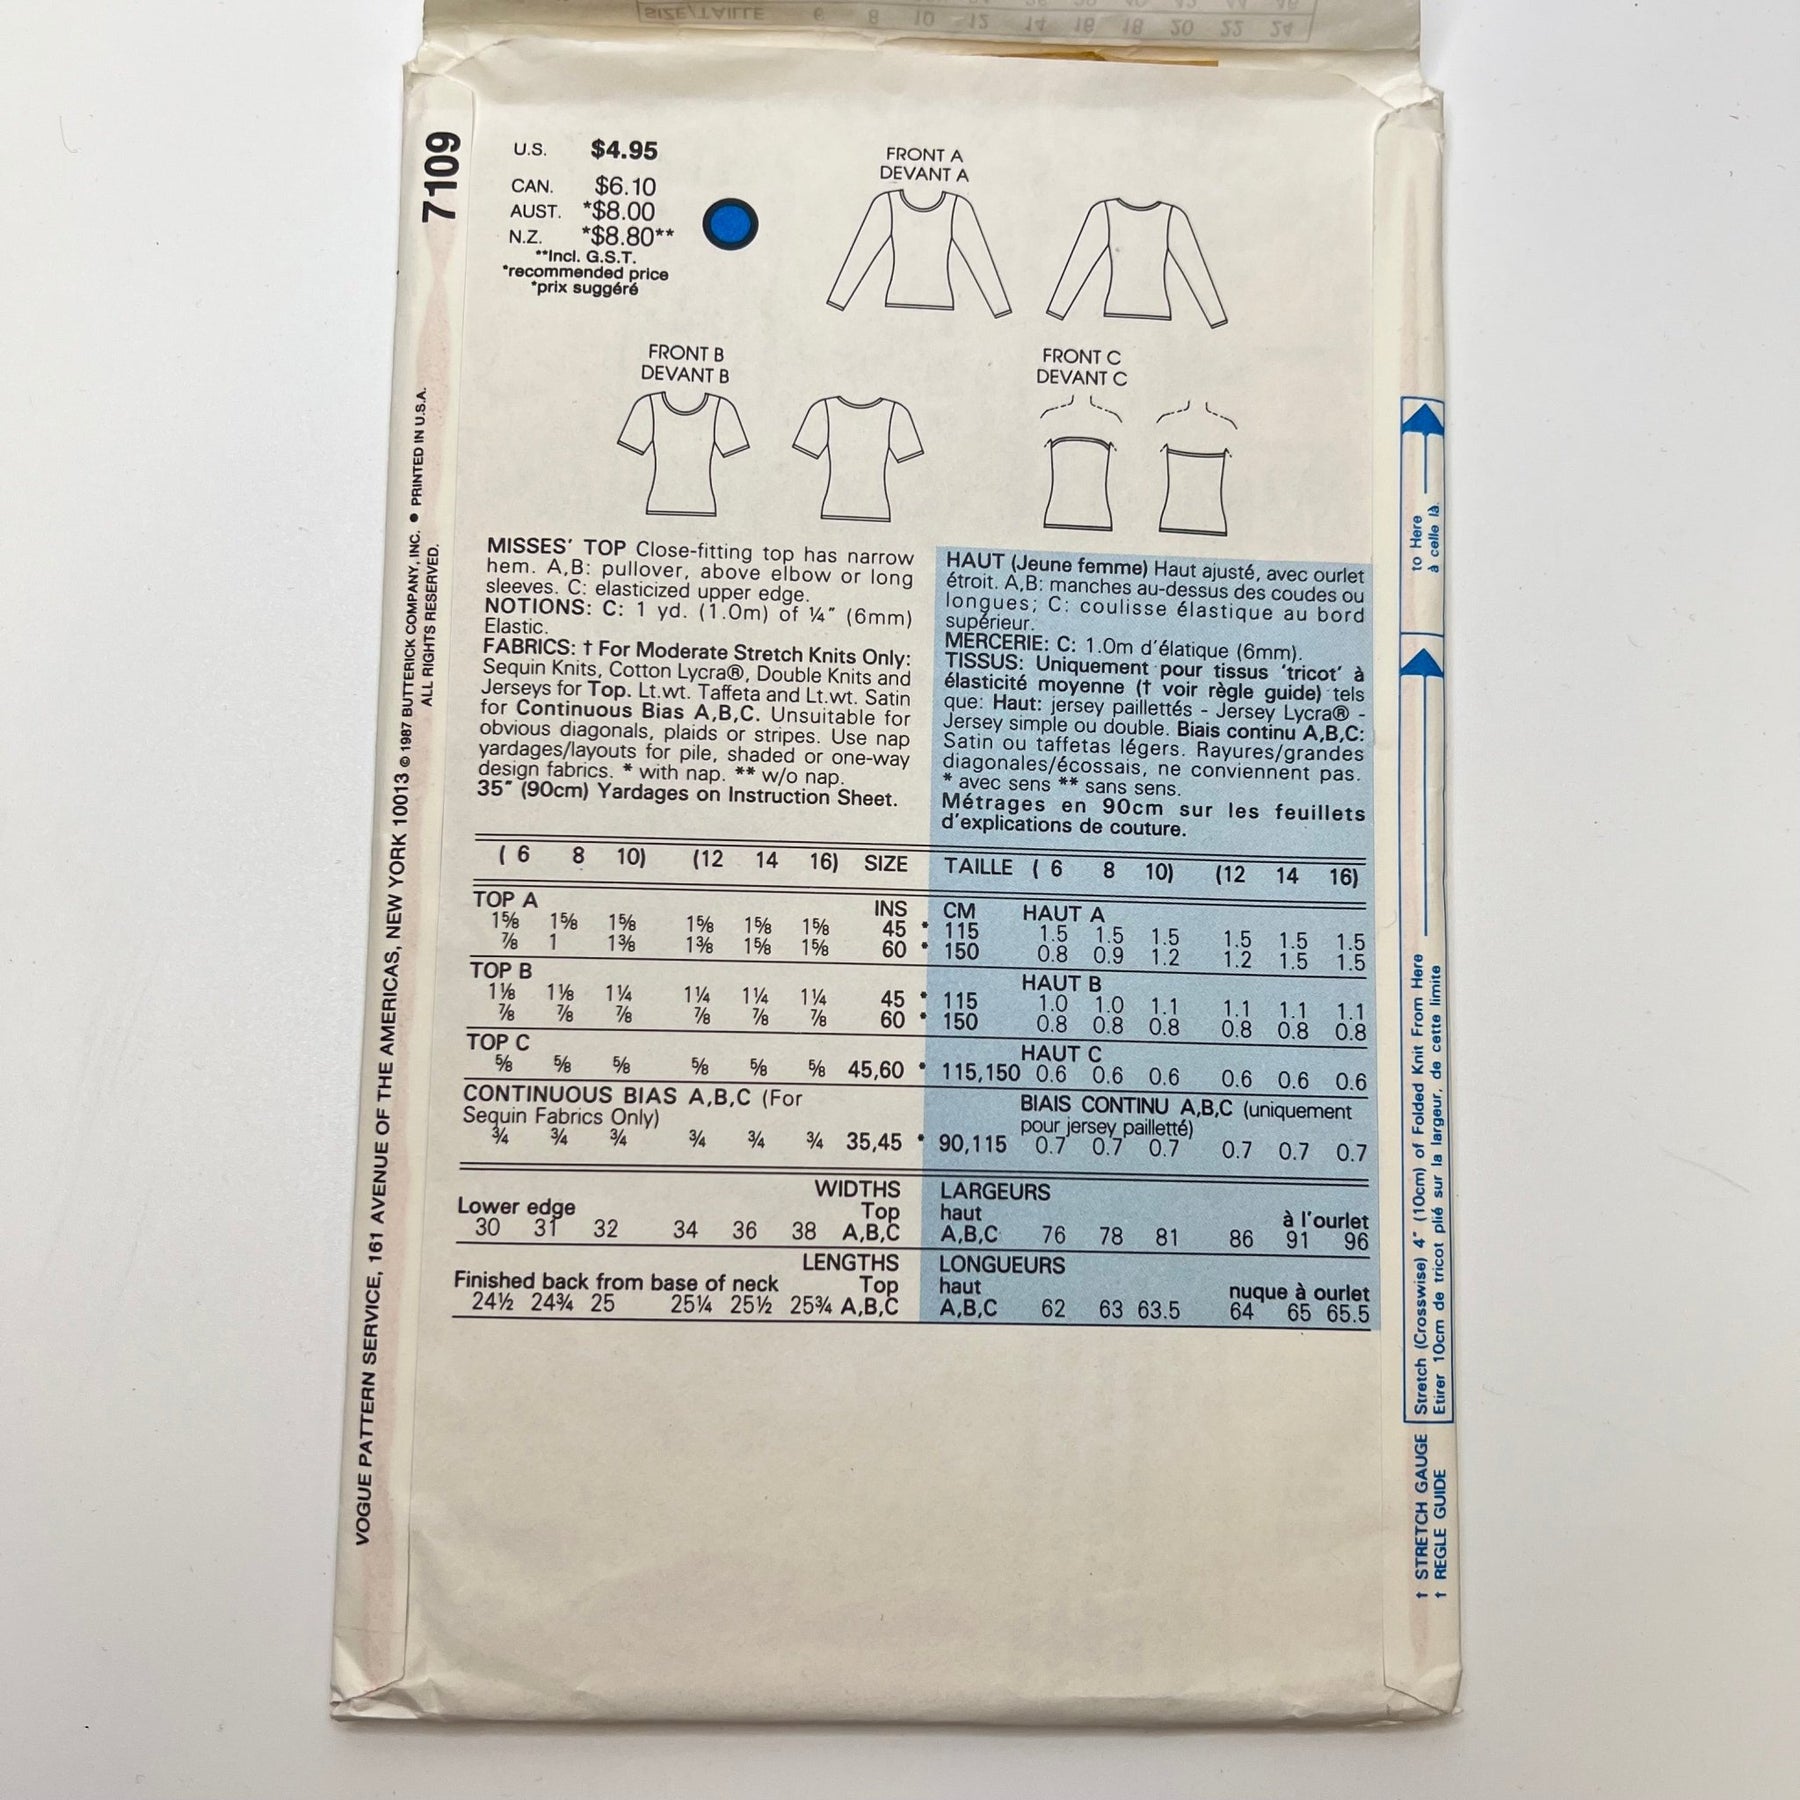 SIZE/TAILLE 6 8 10 12 14 16 18 20 22 24
7109
U.S. $4.95
CAN. $6.10
AUST. *$8.00
N.Z. *$8.80**
**Incl. G.S.T.
*recommended price
*prix suggéré
FRONT A
DEVANT A
FRONT B
DEVANT B
FRONT C
DEVANT C
MISSES' TOP Close-fitting top has narrow
hem. A,B: pullover, above elbow or long
sleeves. C: elasticized upper edge.
NOTIONS: C: 1 yd. (1.0m) of ¼" (6mm)
Elastic.
FABRICS: † For Moderate Stretch Knits Only:
Sequin Knits, Cotton Lycra®, Double Knits and
Jerseys for Top. Lt.wt. Taffeta and Lt.wt. Satin
for Continuous Bias A,B,C. Unsuitable for
obvious diagonals, plaids or stripes. Use nap
yardages/layouts for pile, shaded or one-way
design fabrics. * with nap. ** w/o nap.
35" (90cm) Yardages on Instruction Sheet.
HAUT (Jeune femme) Haut ajusté, avec ourlet
étroit. A,B: manches au-dessus des coudes ou
longues; C: coulisse élastique au bord
supérieur.
MERCERIE: C: 1.0m d'élatique (6mm).
TISSUS: Uniquement pour tissus 'tricot' à
élasticité moyenne († voir règle guide) tels
que: Haut: jersey pailletés - Jersey Lycra® -
Jersey simple ou double. Biais continu A,B,C:
Satin ou taffetas légers. Rayures/grandes
diagonales/écossais, ne conviennent pas.
* avec sens ** sans sens.
Métrages en 90cm sur les feuillets
d'explications de couture.
( 6 8 10) (12 14 16) SIZE TAILLE ( 6 8 10) (12 14 16)
TOP A INS CM HAUT A
1⅝ 1⅝ 1⅝ 1⅝ 1⅝ 1⅝ 45 * 115 1.5 1.5 1.5 1.5 1.5 1.5
⅞ 1 1⅜ 1⅜ 1⅝ 1⅝ 60 * 150 0.8 0.9 1.2 1.2 1.5 1.5
TOP B HAUT B
1⅛ 1⅛ 1¼ 1¼ 1¼ 1¼ 45 * 115 1.0 1.0 1.1 1.1 1.1 1.1
⅞ ⅞ ⅞ ⅞ ⅞ ⅞ 60 * 150 0.8 0.8 0.8 0.8 0.8 0.8
TOP C HAUT C
⅝ ⅝ ⅝ ⅝ ⅝ ⅝ 45,60 * 115,150 0.6 0.6 0.6 0.6 0.6 0.6
CONTINUOUS BIAS A,B,C (For
Sequin Fabrics Only)
BIAIS CONTINU A,B,C (uniquement
pour jersey pailletté)
¾ ¾ ¾ ¾ ¾ ¾ 35,45 * 90,115 0.7 0.7 0.7 0.7 0.7 0.7
WIDTHS LARGEURS
Lower edge Top haut à l'ourlet
30 31 32 34 36 38 A,B,C A,B,C 76 78 81 86 91 96
LENGTHS LONGUEURS
Finished back from base of neck Top haut nuque à ourlet
24½ 24¾ 25 25¼ 25½ 25¾ A,B,C A,B,C 62 63 63.5 64 65 65.5
VOGUE PATTERN SERVICE, 161 AVENUE OF THE AMERICAS, NEW YORK 10013 © 1987 BUTTERICK COMPANY, INC. • PRINTED IN U.S.A.
ALL RIGHTS RESERVED.
† STRETCH GAUGE Stretch (Crosswise) 4" (10cm) of Folded Knit From Here to Here
† REGLE GUIDE Etirer 10cm de tricot plié sur la largeur, de cette limite à celle là.